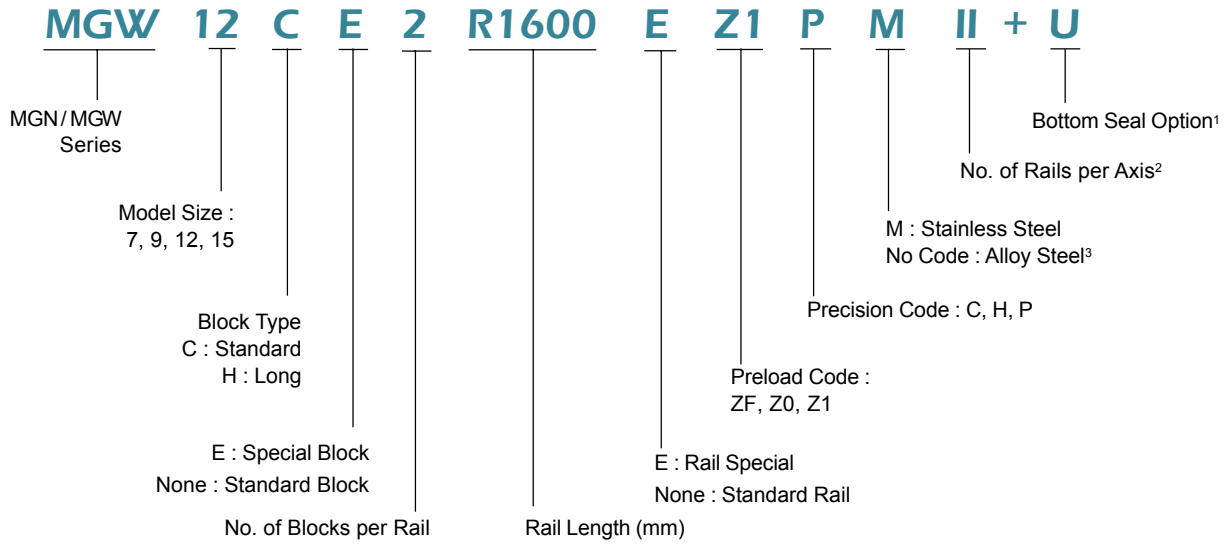 MGW 12 C E 2 R1600 E Z1 P M II + U
MGN / MGW
Series
Model Size :
7, 9, 12, 15
Block Type
C : Standard
H : Long
E : Special Block
None : Standard Block
No. of Blocks per Rail
Rail Length (mm)
E : Rail Special
None : Standard Rail
Preload Code :
ZF, Z0, Z1
Precision Code : C, H, P
M : Stainless Steel
No Code : Alloy Steel³
No. of Rails per Axis²
Bottom Seal Option¹